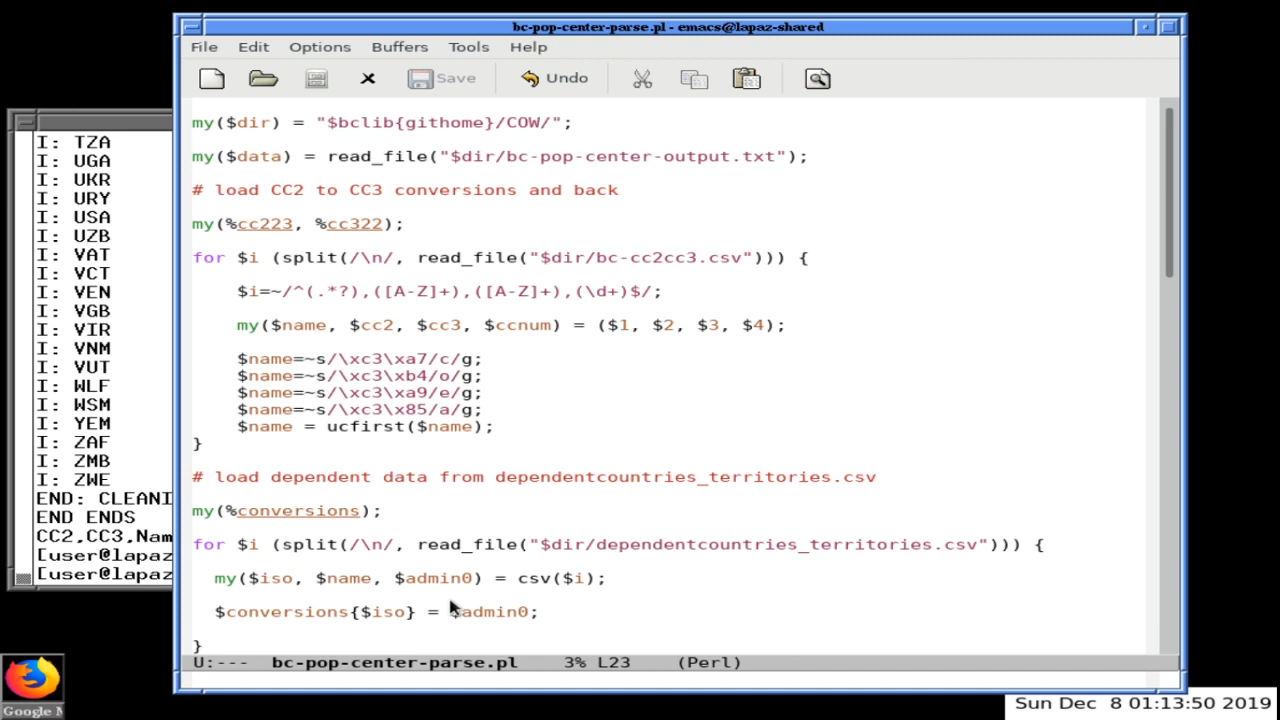 bc-pop-center-parse.pl - emacs@lapaz-shared
File Edit Options Buffers Tools Help
Save Undo
my($dir) = "$bclib{githome}/COW/";
my($data) = read_file("$dir/bc-pop-center-output.txt");
# load CC2 to CC3 conversions and back
my(%cc223, %cc322);
for $i (split(/\n/, read_file("$dir/bc-cc2cc3.csv"))) {
$i=~/^(.*?),([A-Z]+),([A-Z]+),(\d+)$/;
my($name, $cc2, $cc3, $ccnum) = ($1, $2, $3, $4);
$name=~s/\xc3\xa7/c/g;
$name=~s/\xc3\xb4/o/g;
$name=~s/\xc3\xa9/e/g;
$name=~s/\xc3\x85/a/g;
$name = ucfirst($name);
}
# load dependent data from dependentcountries_territories.csv
my(%conversions);
for $i (split(/\n/, read_file("$dir/dependentcountries_territories.csv"))) {
my($iso, $name, $admin0) = csv($i);
$conversions{$iso} = $admin0;
}
U:--- bc-pop-center-parse.pl 3% L23 (Perl)
I: TZA
I: UGA
I: UKR
I: URY
I: USA
I: UZB
I: VAT
I: VCT
I: VEN
I: VGB
I: VIR
I: VNM
I: VUT
I: WLF
I: WSM
I: YEM
I: ZAF
I: ZMB
I: ZWE
END: CLEANI
END ENDS
CC2,CC3,Nam
[user@lapaz
[user@lapaz
Google M
Sun Dec 8 01:13:50 2019